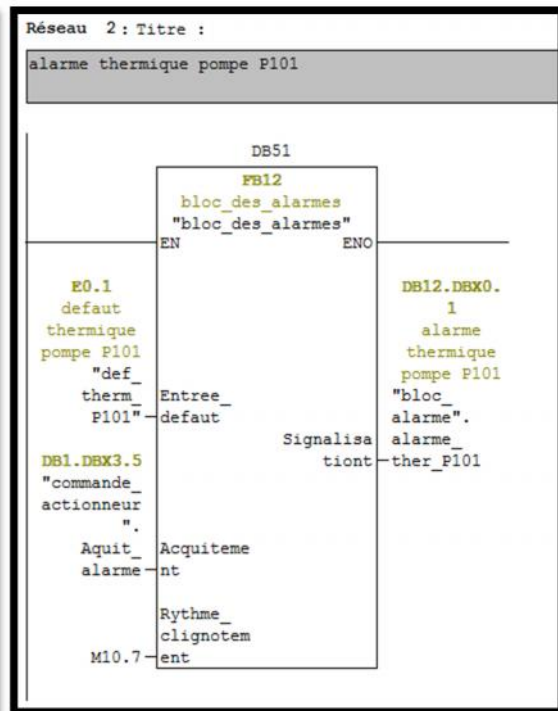 Réseau 2 : Titre :
alarme thermique pompe P101
DB51
FB12
bloc_des_alarmes
"bloc_des_alarmes"
EN ENO
E0.1
defaut
thermique
pompe P101
"def_
therm_
P101"
Entree_
defaut
DB12.DBX0.
1
alarme
thermique
pompe P101
"bloc_
alarme".
alarme_
ther_P101
Signalisa
tiont
DB1.DBX3.5
"commande_
actionneur
".
Aquit_
alarme
Acquiteme
nt
Rythme_
clignotem
ent
M10.7